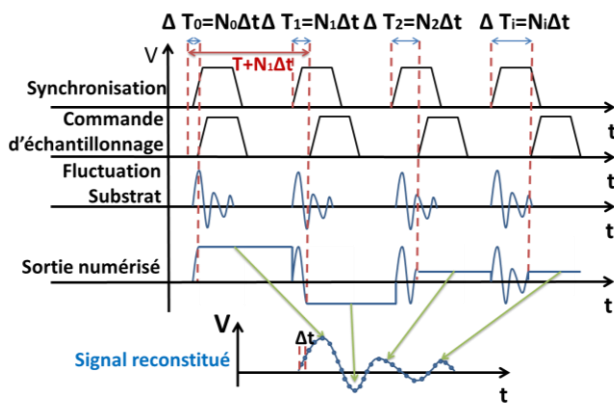 Δ T₀=N₀Δt Δ T₁=N₁Δt Δ T₂=N₂Δt Δ Tᵢ=NᵢΔt
V
T+N₁Δt
Synchronisation
t
Commande
d'échantillonnage
t
Fluctuation
Substrat
t
Sortie numérisé
t
V
Δt
Signal reconstitué
t